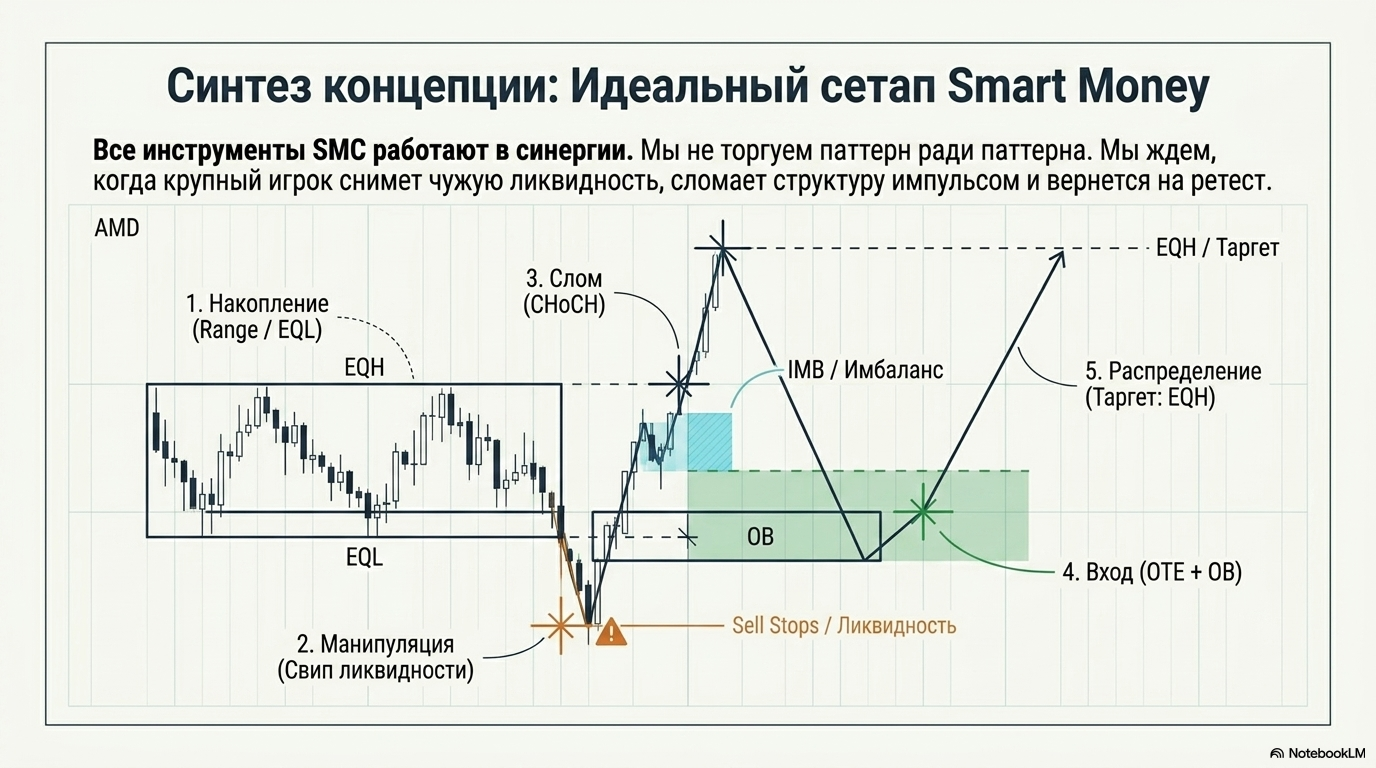 Синтез концепции: Идеальный сетап Smart Money
Все инструменты SMC работают в синергии. Мы не торгуем паттерн ради паттерна. Мы ждем,
когда крупный игрок снимет чужую ликвидность, сломает структуру импульсом и вернется на ретест.
AMD
EQH / Таргет
3. Слом
(CHoCH)
1. Накопление
(Range / EQL)
EQH
IMB / Имбаланс
5. Распределение
(Таргет: EQH)
OB
EQL
4. Вход (OTE + OB)
Sell Stops / Ликвидность
2. Манипуляция
(Свип ликвидности)
NotebookLM